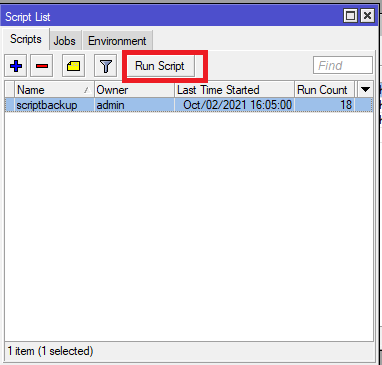 Script List
Scripts Jobs Environment
Run Script Find
Name Owner Last Time Started Run Count
scriptbackup admin Oct/02/2021 16:05:00 18
1 item (1 selected)